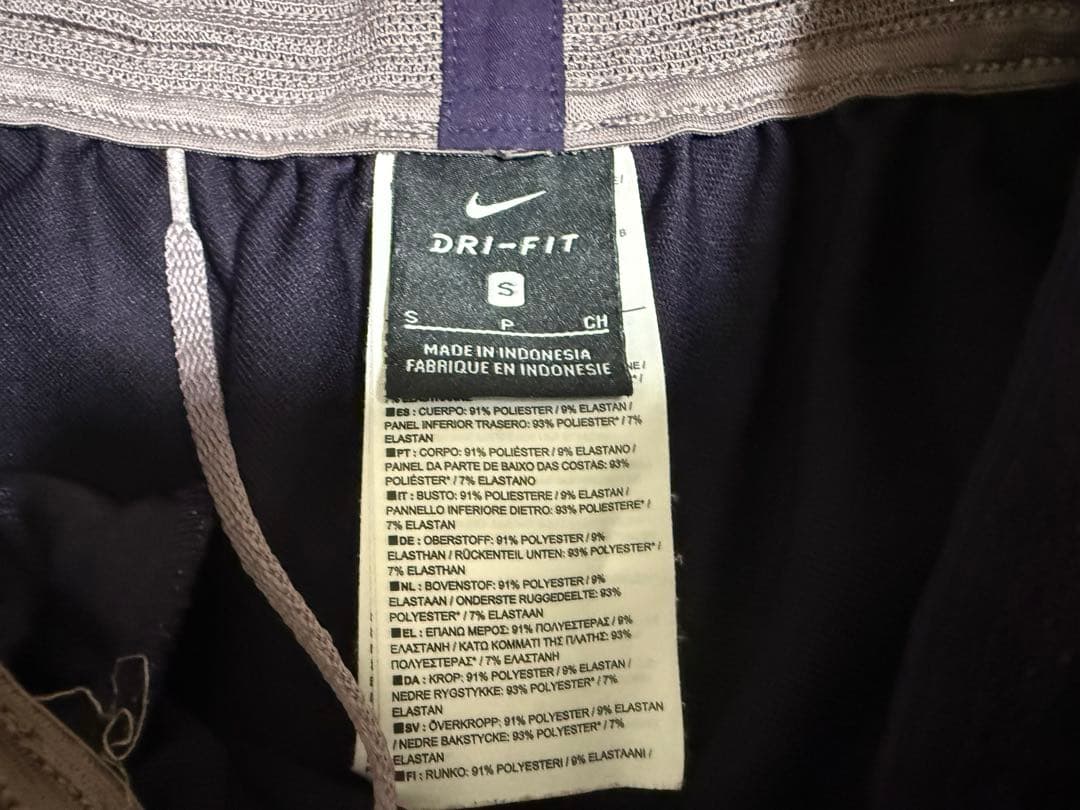 DRI-FIT
S
S P CH
MADE IN INDONESIA
FABRIQUE EN INDONESIE
B
NE /
* /
■ES : CUERPO: 91% POLIESTER / 9% ELASTAN /
PANEL INFERIOR TRASERO: 93% POLIESTER* / 7%
ELASTAN
■PT : CORPO: 91% POLIÉSTER / 9% ELASTANO /
PAINEL DA PARTE DE BAIXO DAS COSTAS: 93%
POLIÉSTER* / 7% ELASTANO
■IT : BUSTO: 91% POLIESTERE / 9% ELASTAN /
PANNELLO INFERIORE DIETRO: 93% POLIESTERE* /
7% ELASTAN
■DE : OBERSTOFF: 91% POLYESTER / 9%
ELASTHAN / RÜCKENTEIL UNTEN: 93% POLYESTER* /
7% ELASTHAN
■NL : BOVENSTOF: 91% POLYESTER / 9%
ELASTAAN / ONDERSTE RUGGEDEELTE: 93%
POLYESTER* / 7% ELASTAAN
■EL : ΕΠΑΝΩ ΜΕΡΟΣ: 91% ΠΟΛΥΕΣΤΕΡΑΣ / 9%
ΕΛΑΣΤΑΝΗ / ΚΑΤΩ ΚΟΜΜΑΤΙ ΤΗΣ ΠΛΑΤΗΣ: 93%
ΠΟΛΥΕΣΤΕΡΑΣ* / 7% ΕΛΑΣΤΑΝΗ
■DA : KROP: 91% POLYESTER / 9% ELASTAN /
NEDRE RYGSTYKKE: 93% POLYESTER* / 7%
ELASTAN
■SV : ÖVERKROPP: 91% POLYESTER / 9% ELASTAN
/ NEDRE BAKSTYCKE: 93% POLYESTER* / 7%
ELASTAN
■FI : RUNKO: 91% POLYESTERI / 9% ELASTAANI /